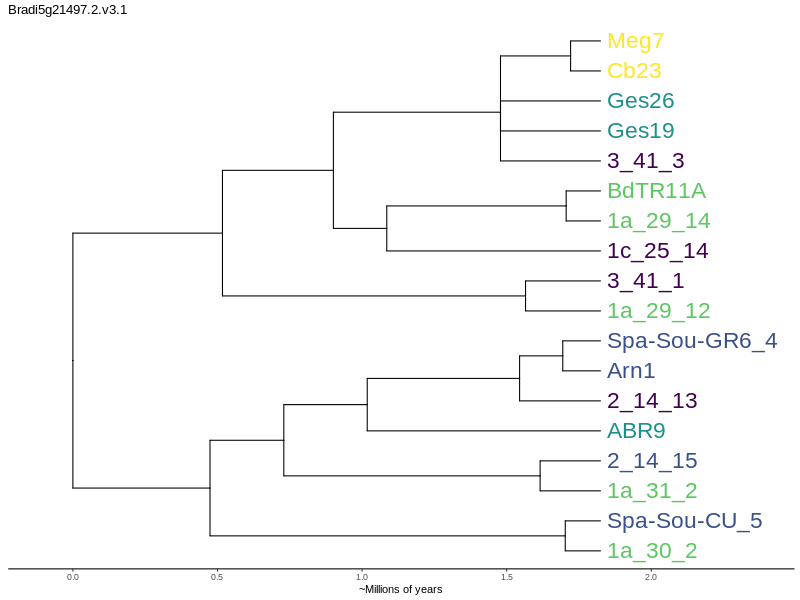 Bradi5g21497.2.v3.1
Meg7
Cb23
Ges26
Ges19
3_41_3
BdTR11A
1a_29_14
1c_25_14
3_41_1
1a_29_12
Spa-Sou-GR6_4
Arn1
2_14_13
ABR9
2_14_15
1a_31_2
Spa-Sou-CU_5
1a_30_2
0.0 0.5 1.0 1.5 2.0
~Millions of years